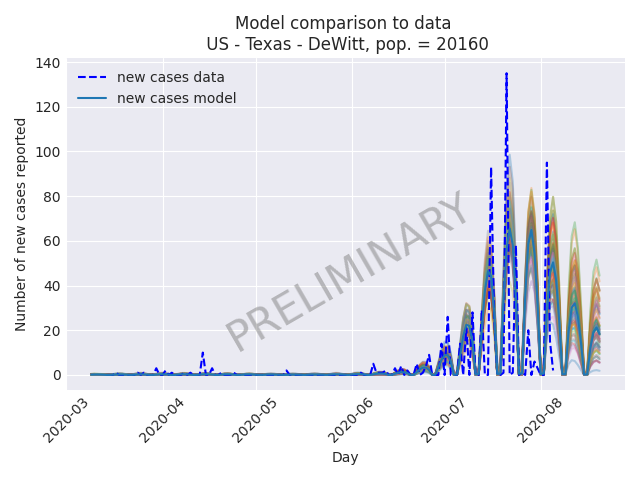 Model comparison to data
US - Texas - DeWitt, pop. = 20160
new cases data
new cases model
Number of new cases reported
140
120
100
80
60
40
20
0
PRELIMINARY
2020-03
2020-04
2020-05
2020-06
2020-07
2020-08
Day